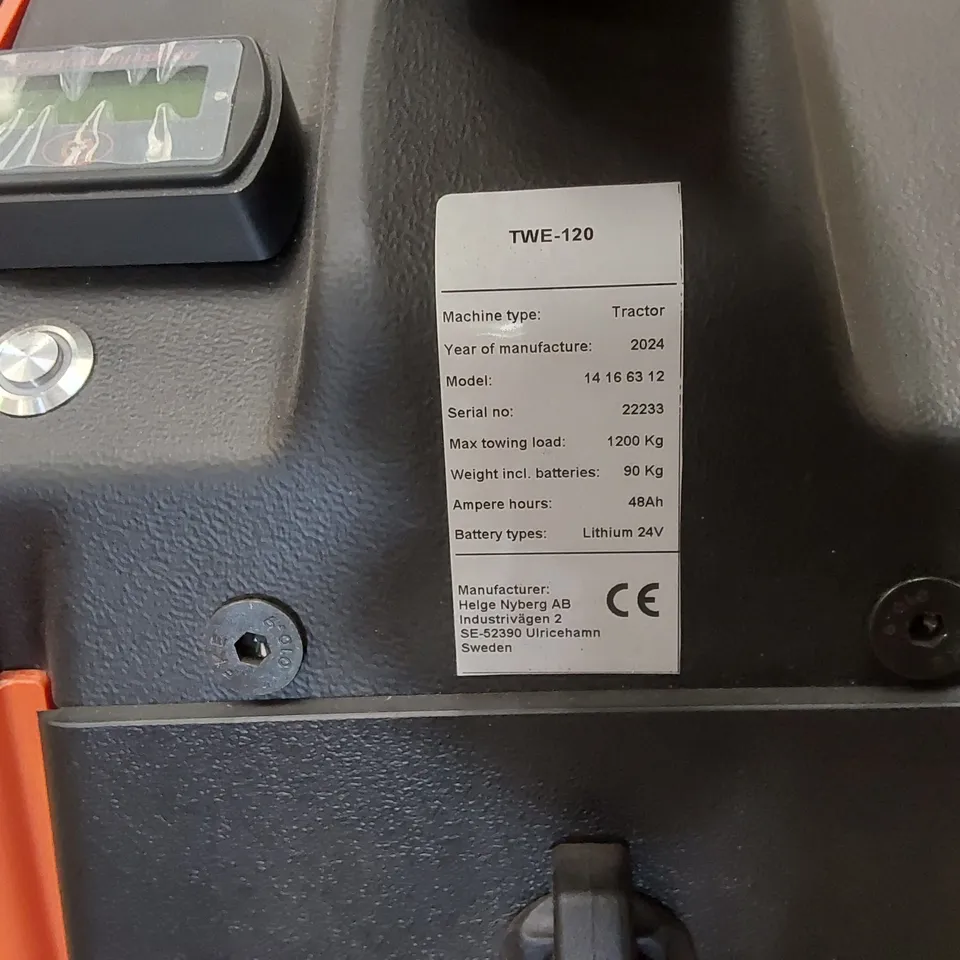 TWE-120
Machine type: Tractor
Year of manufacture: 2024
Model: 14 16 63 12
Serial no: 22233
Max towing load: 1200 Kg
Weight incl. batteries: 90 Kg
Ampere hours: 48Ah
Battery types: Lithium 24V
Manufacturer:
Helge Nyberg AB
Industrivägen 2
SE-52390 Ulricehamn
Sweden
CE